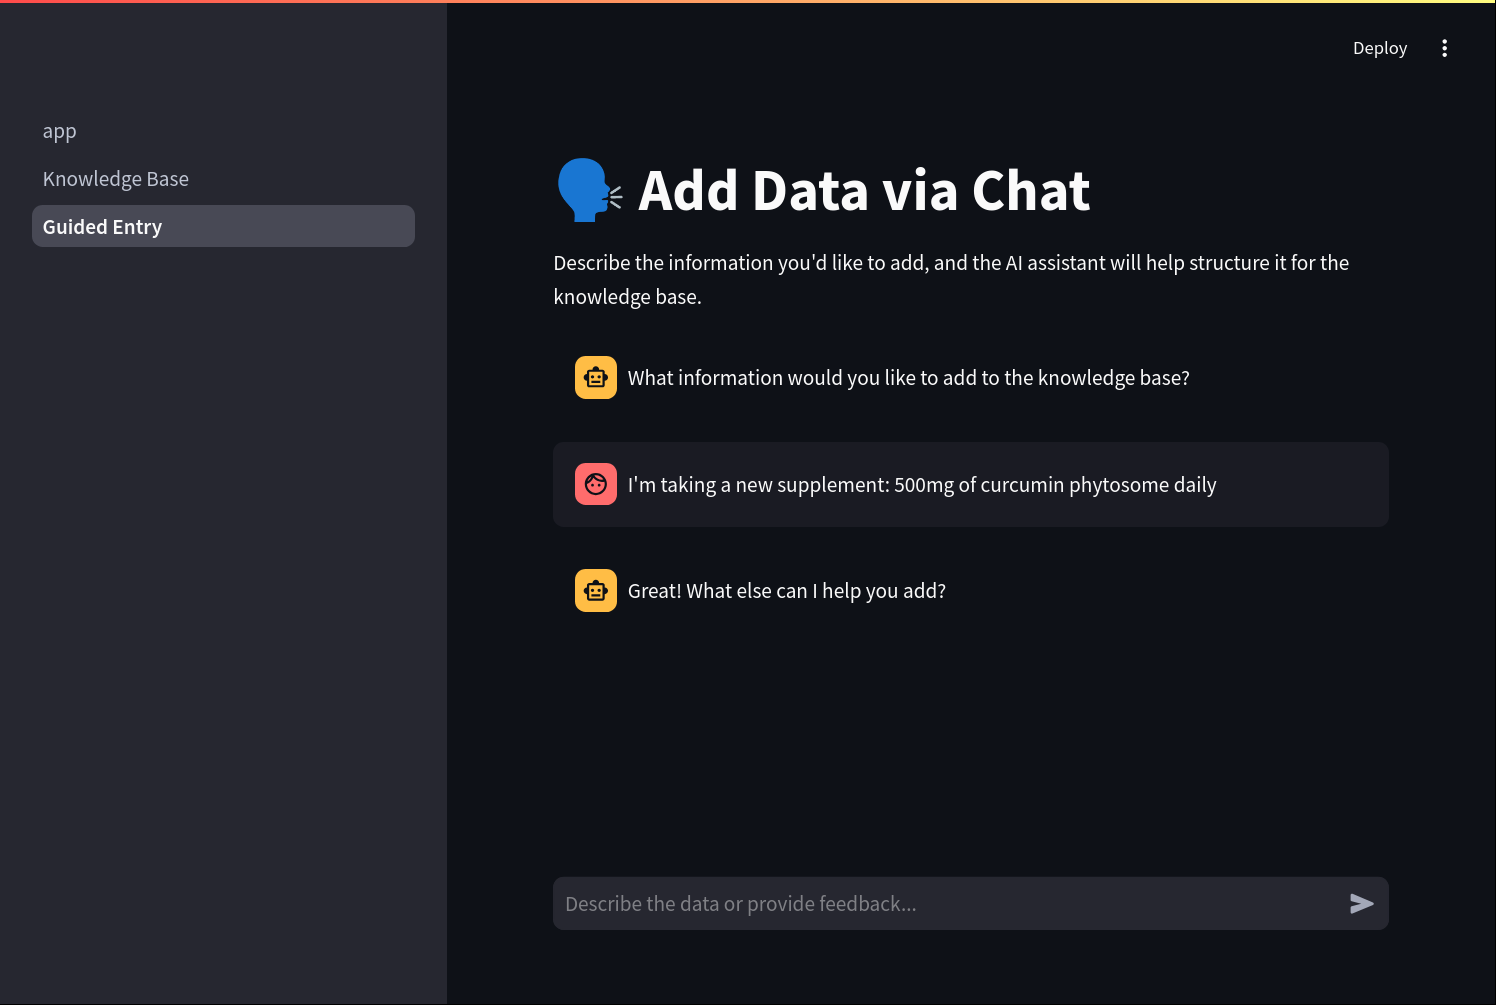 Deploy
app
Knowledge Base
Guided Entry
Add Data via Chat
Describe the information you'd like to add, and the AI assistant will help structure it for the
knowledge base.
What information would you like to add to the knowledge base?
I'm taking a new supplement: 500mg of curcumin phytosome daily
Great! What else can I help you add?
Describe the data or provide feedback...